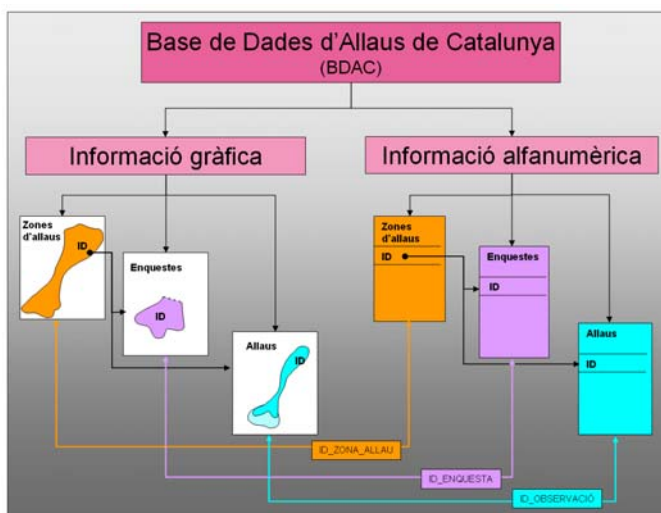 Base de Dades d'Allaus de Catalunya
(BDAC)
Informació gràfica
Informació alfanumèrica
Zones
d'allaus
ID
Enquestes
ID
Allaus
ID
Zones
d'allaus
ID
Enquestes
ID
Allaus
ID
ID_ZONA_ALLAU
ID_ENQUESTA
ID_OBSERVACIÓ